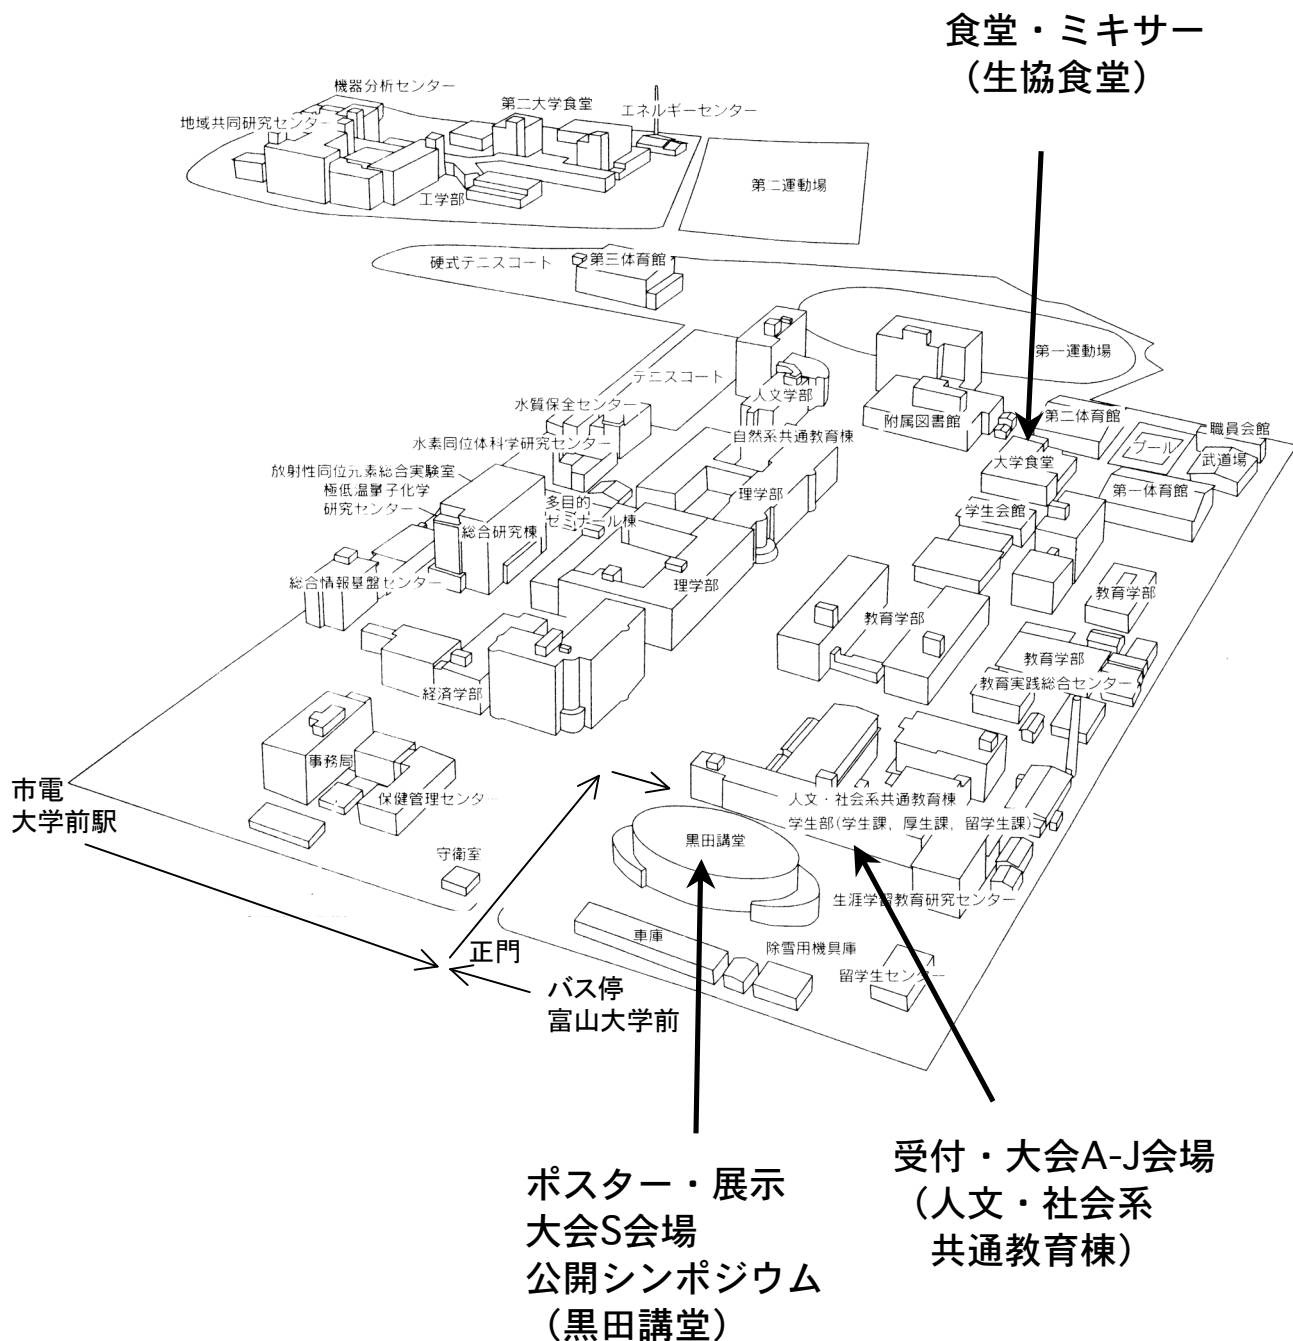 食堂・ミキサー
（生協食堂）
機器分析センター
第二大学食堂
エネルギーセンター
地域共同研究センター
工学部
第二運動場
硬式テニスコート
第三体育館
第一運動場
テニスコート
人文学部
水質保全センター
附属図書館
第二体育館
職員会館
水素同位体科学研究センター
自然系共通教育棟
プール
武道場
放射性同位元素総合実験室
大学食堂
極低温量子化学
研究センター
理学部
第一体育館
多目的
ゼミナール棟
学生会館
総合研究棟
総合情報基盤センター
理学部
教育学部
教育学部
教育学部
経済学部
教育実践総合センター
事務局
保健管理センター
市電
大学前駅
人文・社会系共通教育棟
学生部(学生課，厚生課，留学生課)
黒田講堂
守衛室
生涯学習教育研究センター
車庫
正門
除雪用機具庫
留学生センター
バス停
富山大学前
ポスター・展示
大会S会場
公開シンポジウム
（黒田講堂）
受付・大会A-J会場
（人文・社会系
共通教育棟）